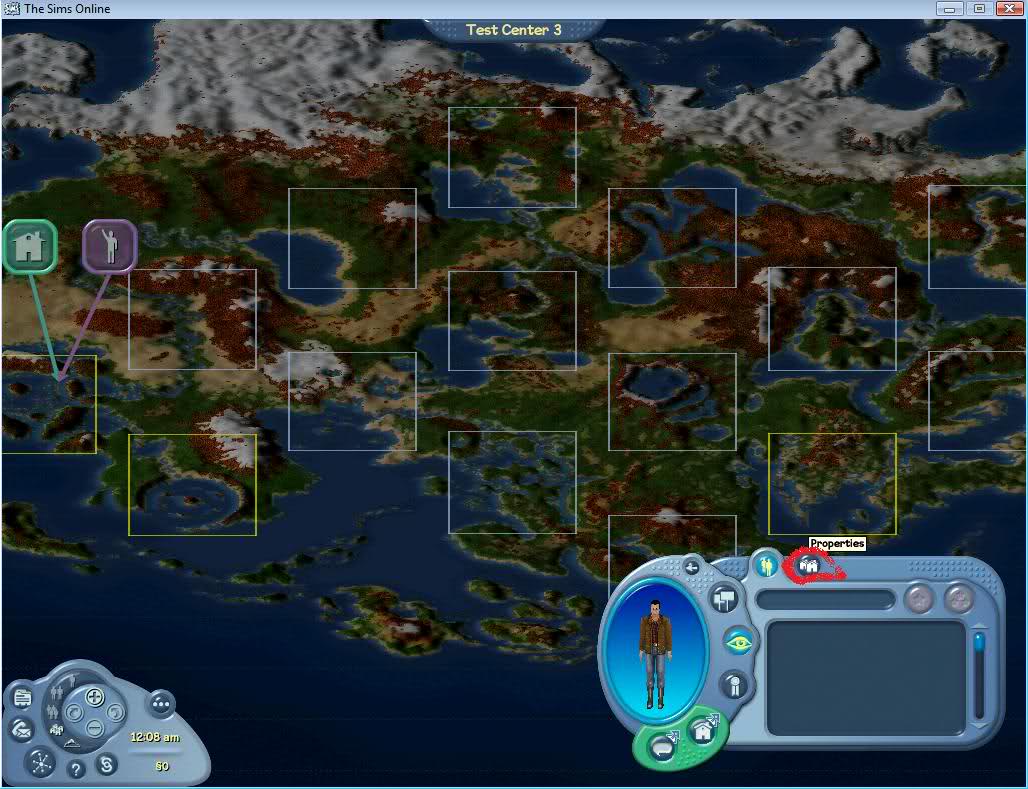 The Sims Online
Test Center 3
Properties
12:08 am
§0
?